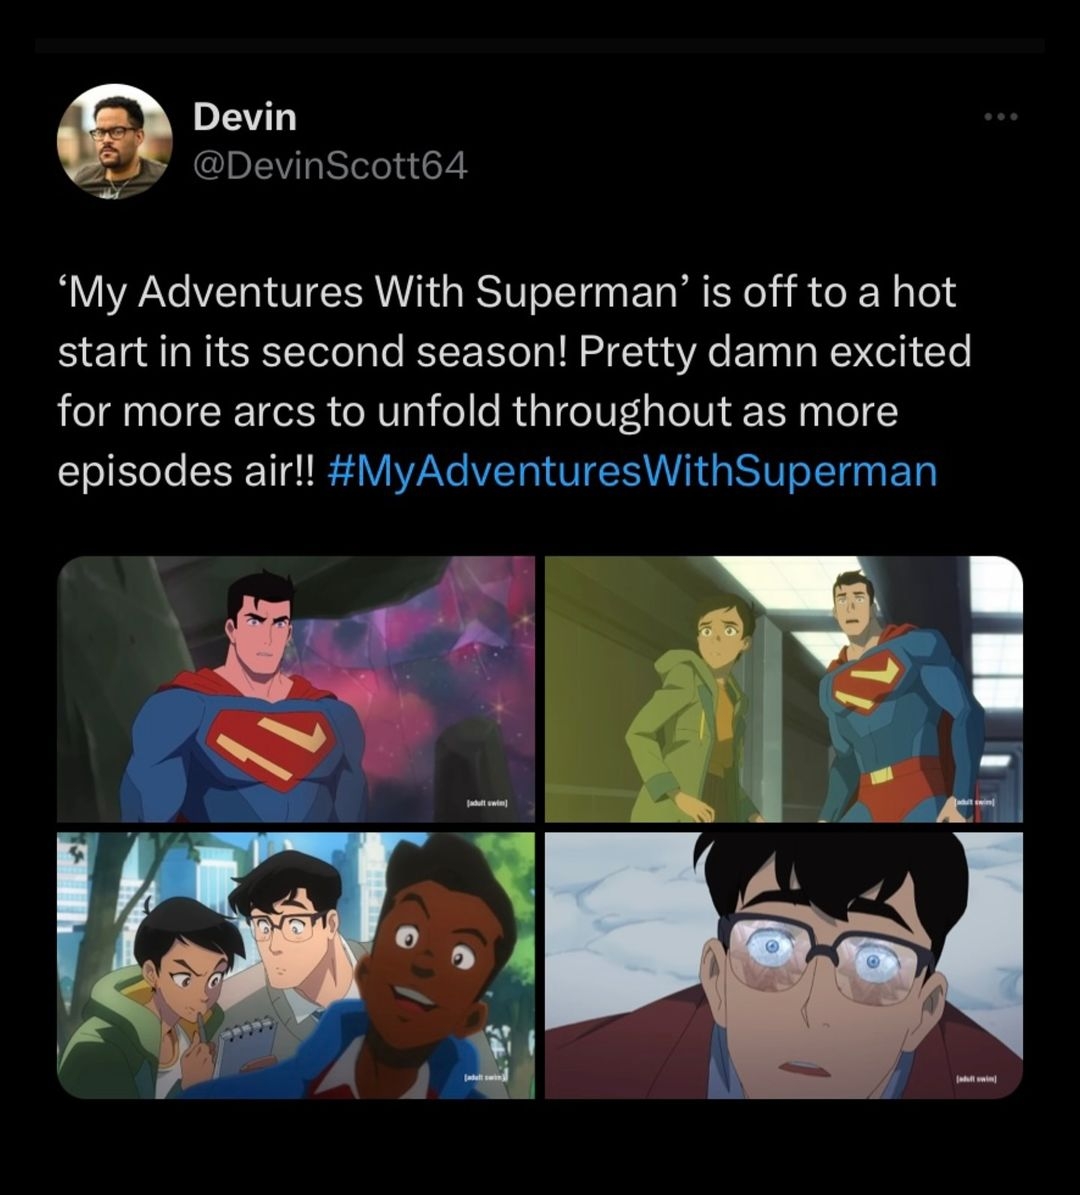 Devin
@DevinScott64
‘My Adventures With Superman’ is off to a hot
start in its second season! Pretty damn excited
for more arcs to unfold throughout as more
episodes air!! #MyAdventuresWithSuperman
[adult swim]
[adult swim]
[adult swim]
[adult swim]